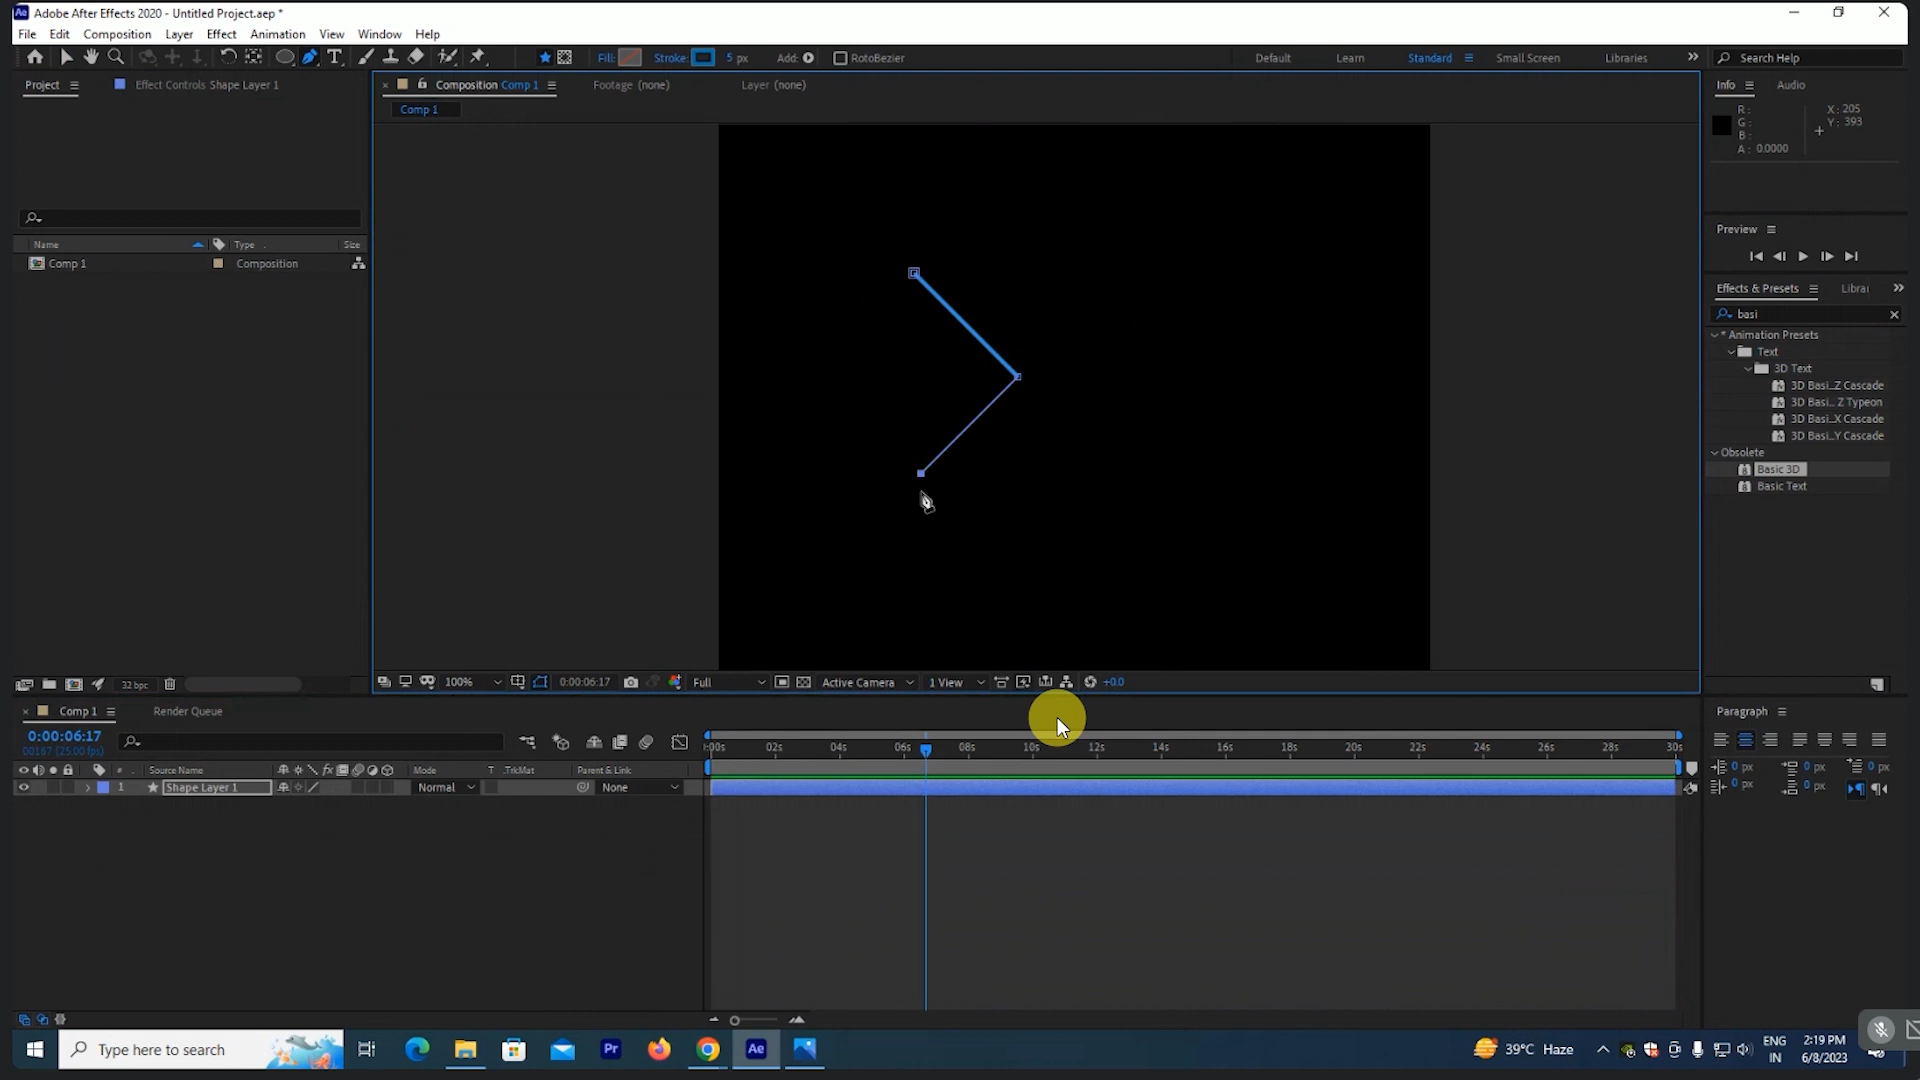 Ae Adobe After Effects 2020 - Untitled Project.aep *
File Edit Composition Layer Effect Animation View Window Help
T Fill: Stroke: 5 px Add: RotoBezier Default Learn Standard Small Screen Libraries » Search Help
Project Effect Controls Shape Layer 1 × Composition Comp 1 Footage (none) Layer (none) Info Audio
Comp 1
R: X: 205
G: Y: 393
B:
A: 0.0000
Preview
Name Type Size
Comp 1 Composition
Effects & Presets Librar »
basi
* Animation Presets
Text
3D Text
3D Basi...Z Cascade
3D Basi... Z Typeon
3D Basi...X Cascade
3D Basi...Y Cascade
Obsolete
Basic 3D
Basic Text
32 bpc 100% 0:00:06:17 Full Active Camera 1 View +0.0
× Comp 1 Render Queue Paragraph
0:00:06:17
00167 (25.00 fps)
:00s 02s 04s 06s 08s 10s 12s 14s 16s 18s 20s 22s 24s 26s 28s 30s
# Source Name fx Mode T .TrkMat Parent & Link
1 Shape Layer 1 Normal None
0 px 0 px 0 px
0 px 0 px
Type here to search Pr Ae 39°C Haze ENG IN 2:19 PM 6/8/2023